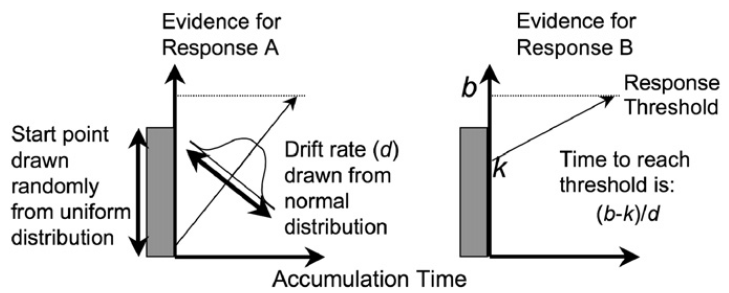 Evidence for
Response A
Start point
drawn
randomly
from uniform
distribution
Drift rate (d)
drawn from
normal
distribution
Evidence for
Response B
b
k
Response
Threshold
Time to reach
threshold is:
(b-k)/d
Accumulation Time